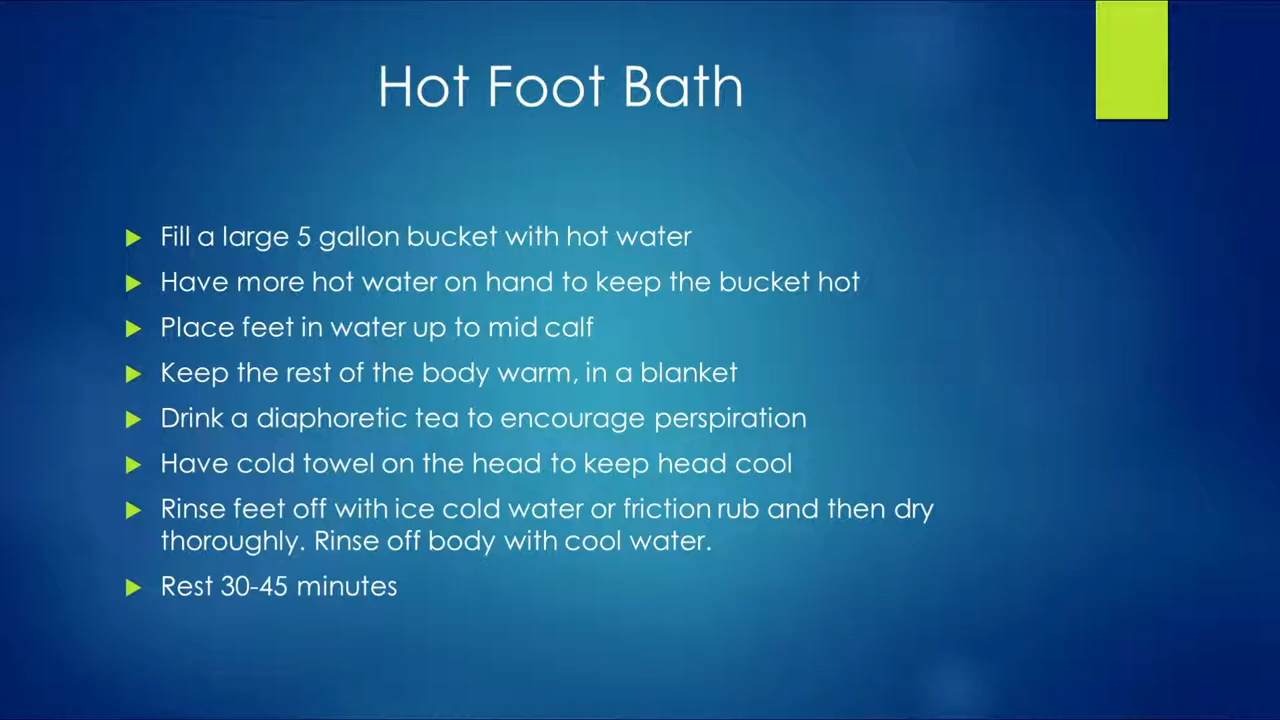 Hot Foot Bath
Fill a large 5 gallon bucket with hot water
Have more hot water on hand to keep the bucket hot
Place feet in water up to mid calf
Keep the rest of the body warm, in a blanket
Drink a diaphoretic tea to encourage perspiration
Have cold towel on the head to keep head cool
Rinse feet off with ice cold water or friction rub and then dry
thoroughly. Rinse off body with cool water.
Rest 30-45 minutes